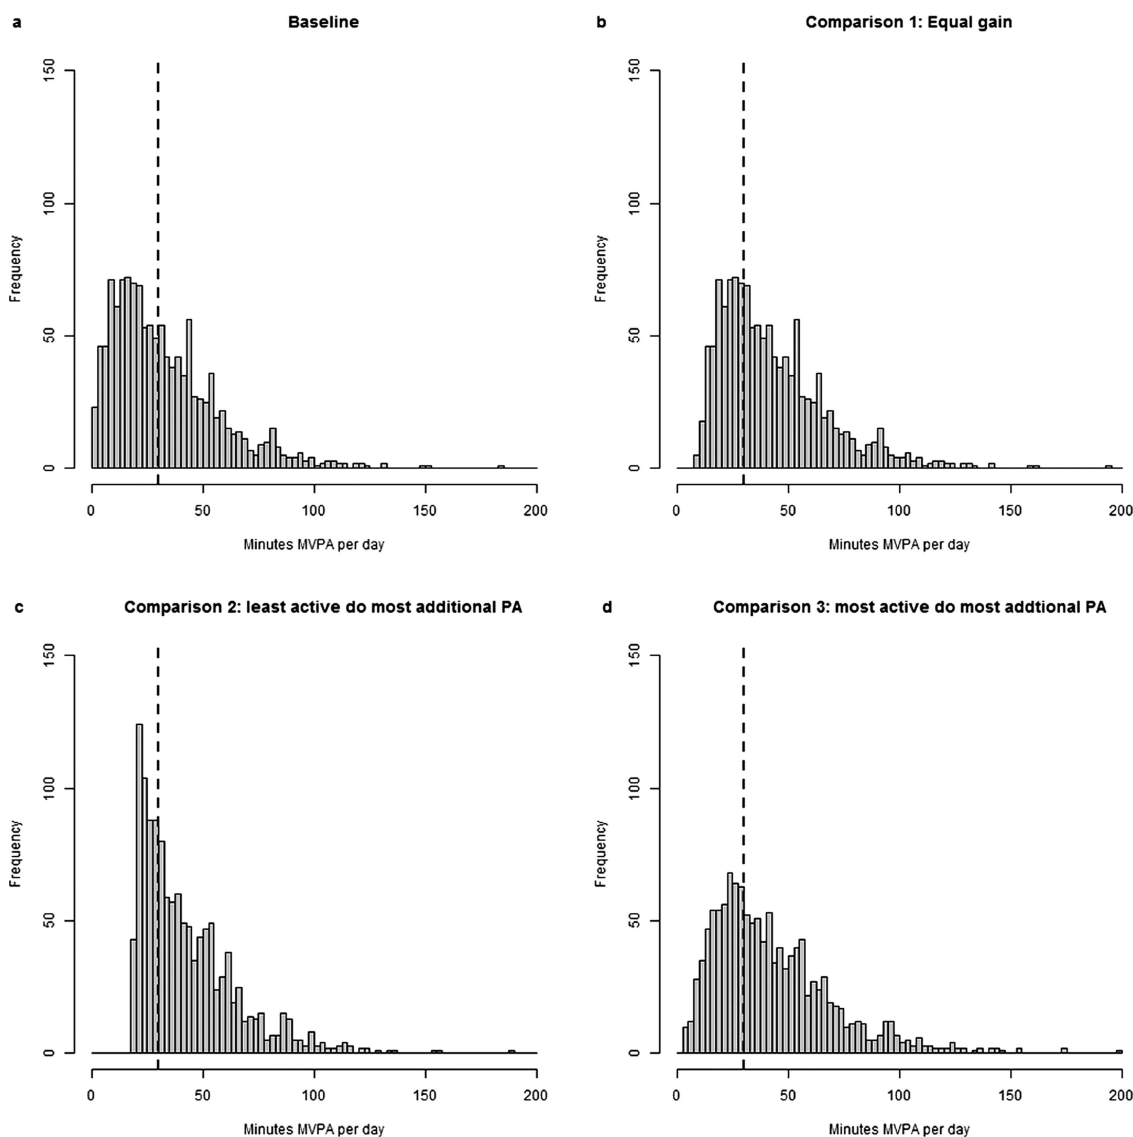 a Baseline
150
100
50
0
Frequency
0 50 100 150 200
Minutes MVPA per day
b Comparison 1: Equal gain
150
100
50
0
Frequency
0 50 100 150 200
Minutes MVPA per day
c Comparison 2: least active do most additional PA
150
100
50
0
Frequency
0 50 100 150 200
Minutes MVPA per day
d Comparison 3: most active do most addtional PA
150
100
50
0
Frequency
0 50 100 150 200
Minutes MVPA per day